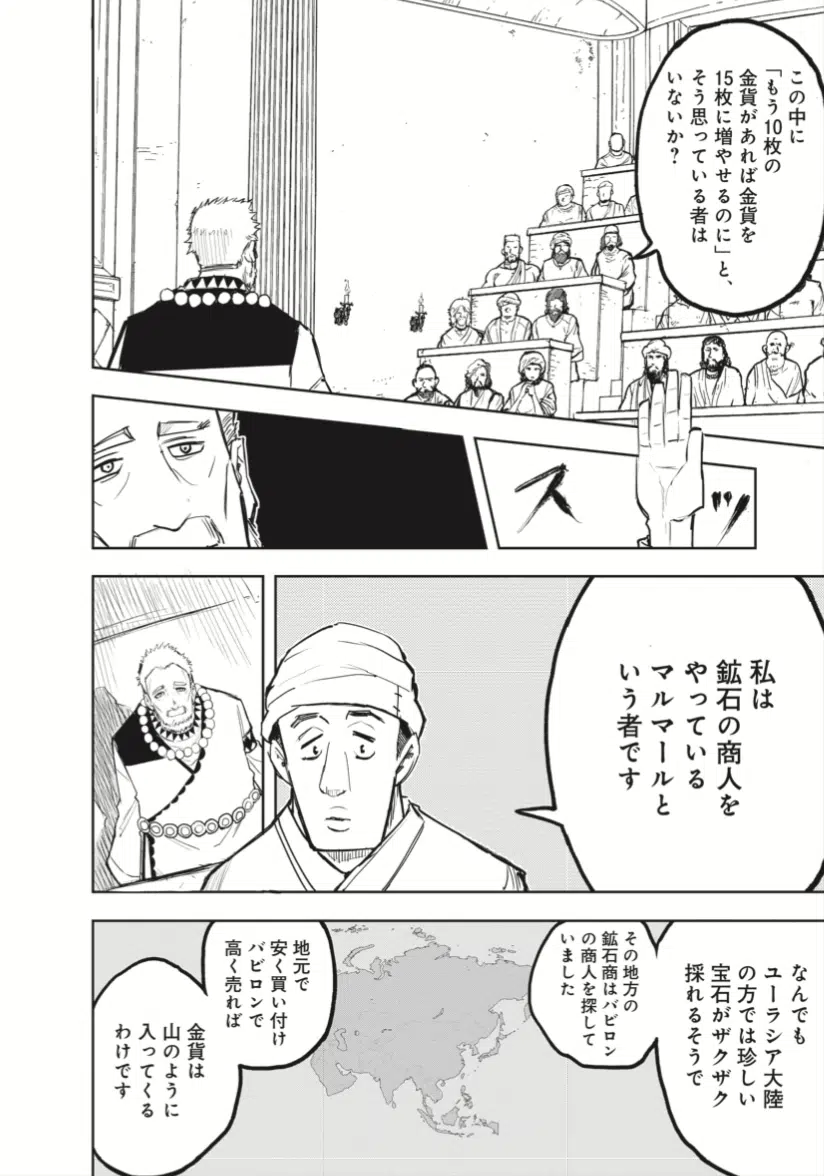 この中に
「もう10枚の
金貨があれば金貨を
15枚に増やせるのに」と、
そう思っている者は
いないか？
スッ
私は
鉱石の商人を
やっている
マルマールと
いう者です
なんでも
ユーラシア大陸
の方では珍しい
宝石がザクザク
採れるそうで
その地方の
鉱石商はバビロン
の商人を探して
いました
地元で
安く買い付け
バビロンで
高く売れば
金貨は
山のように
入ってくる
わけです